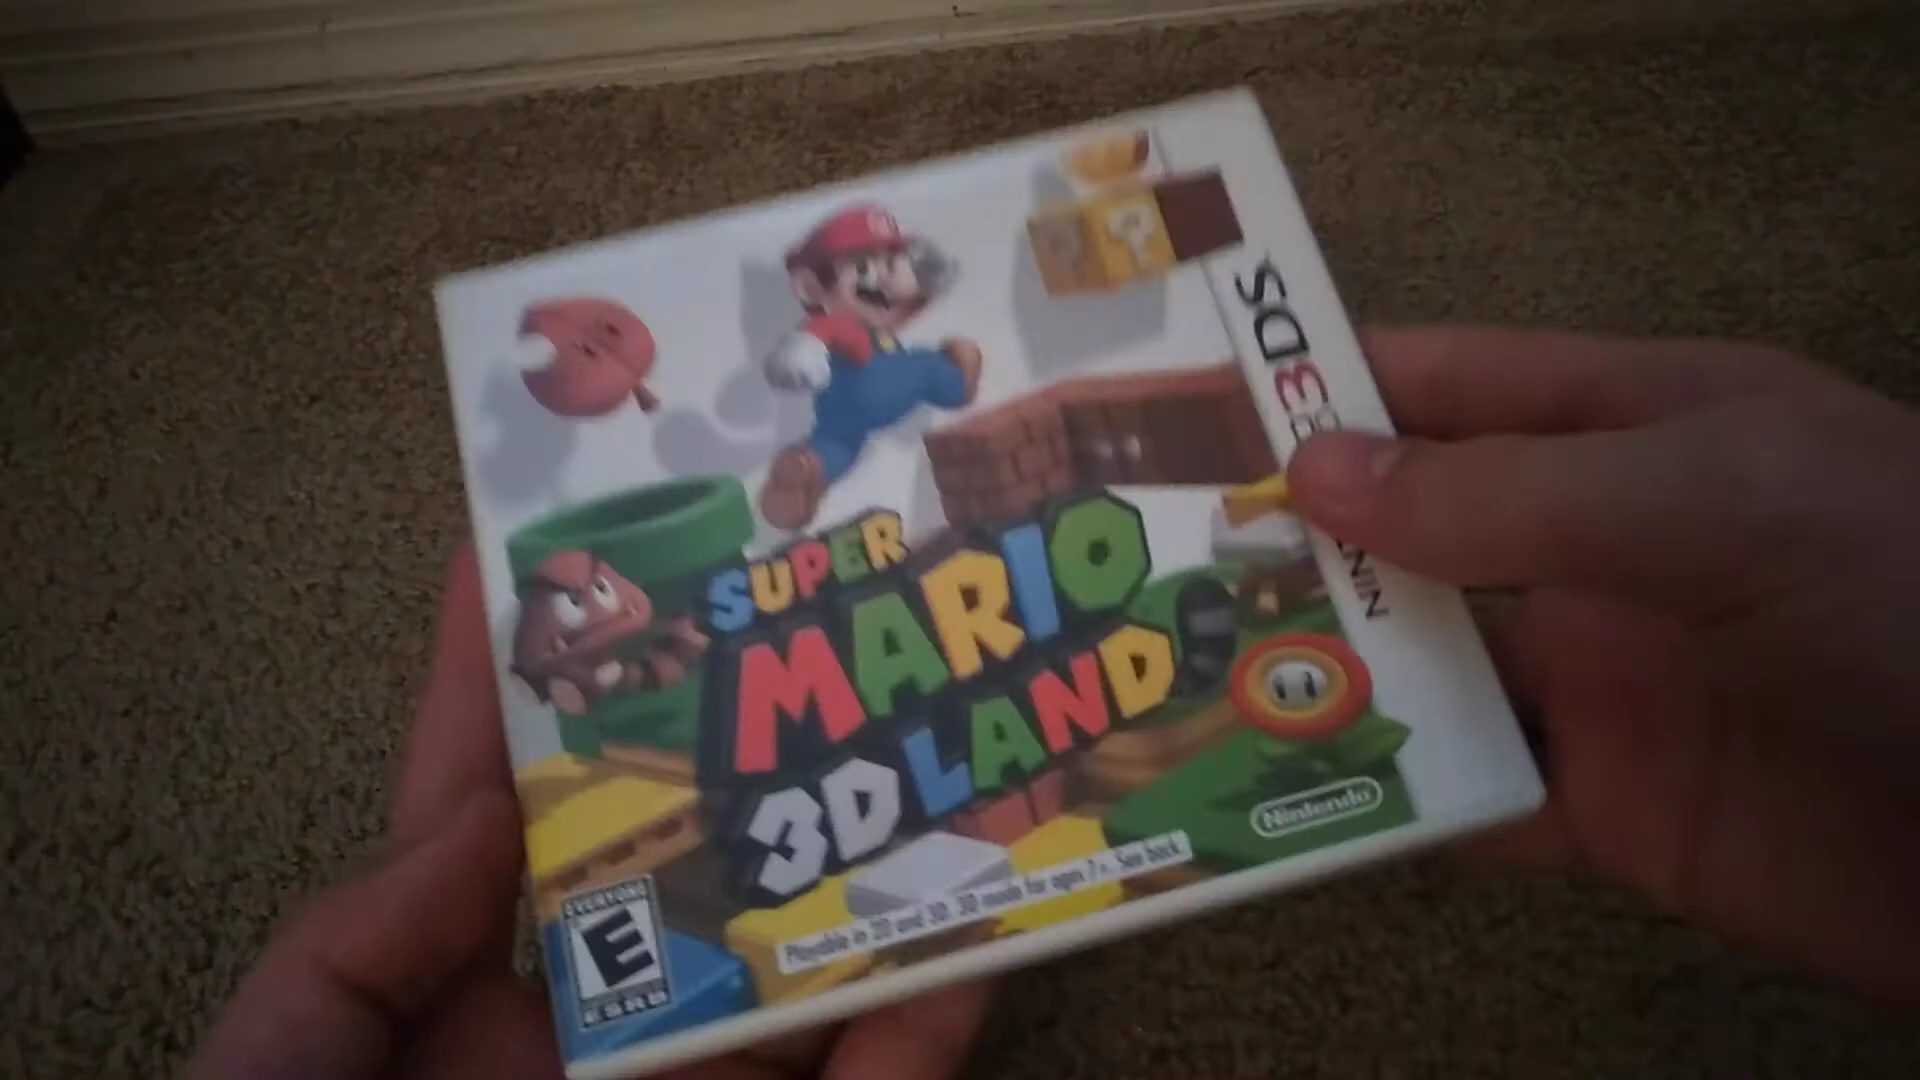 SUPER
MARIO
3D LAND
3DS
NIN
Nintendo
Playable in 2D and 3D. 3D mode for ages 7+. See back.
EVERYONE
E
ESRB